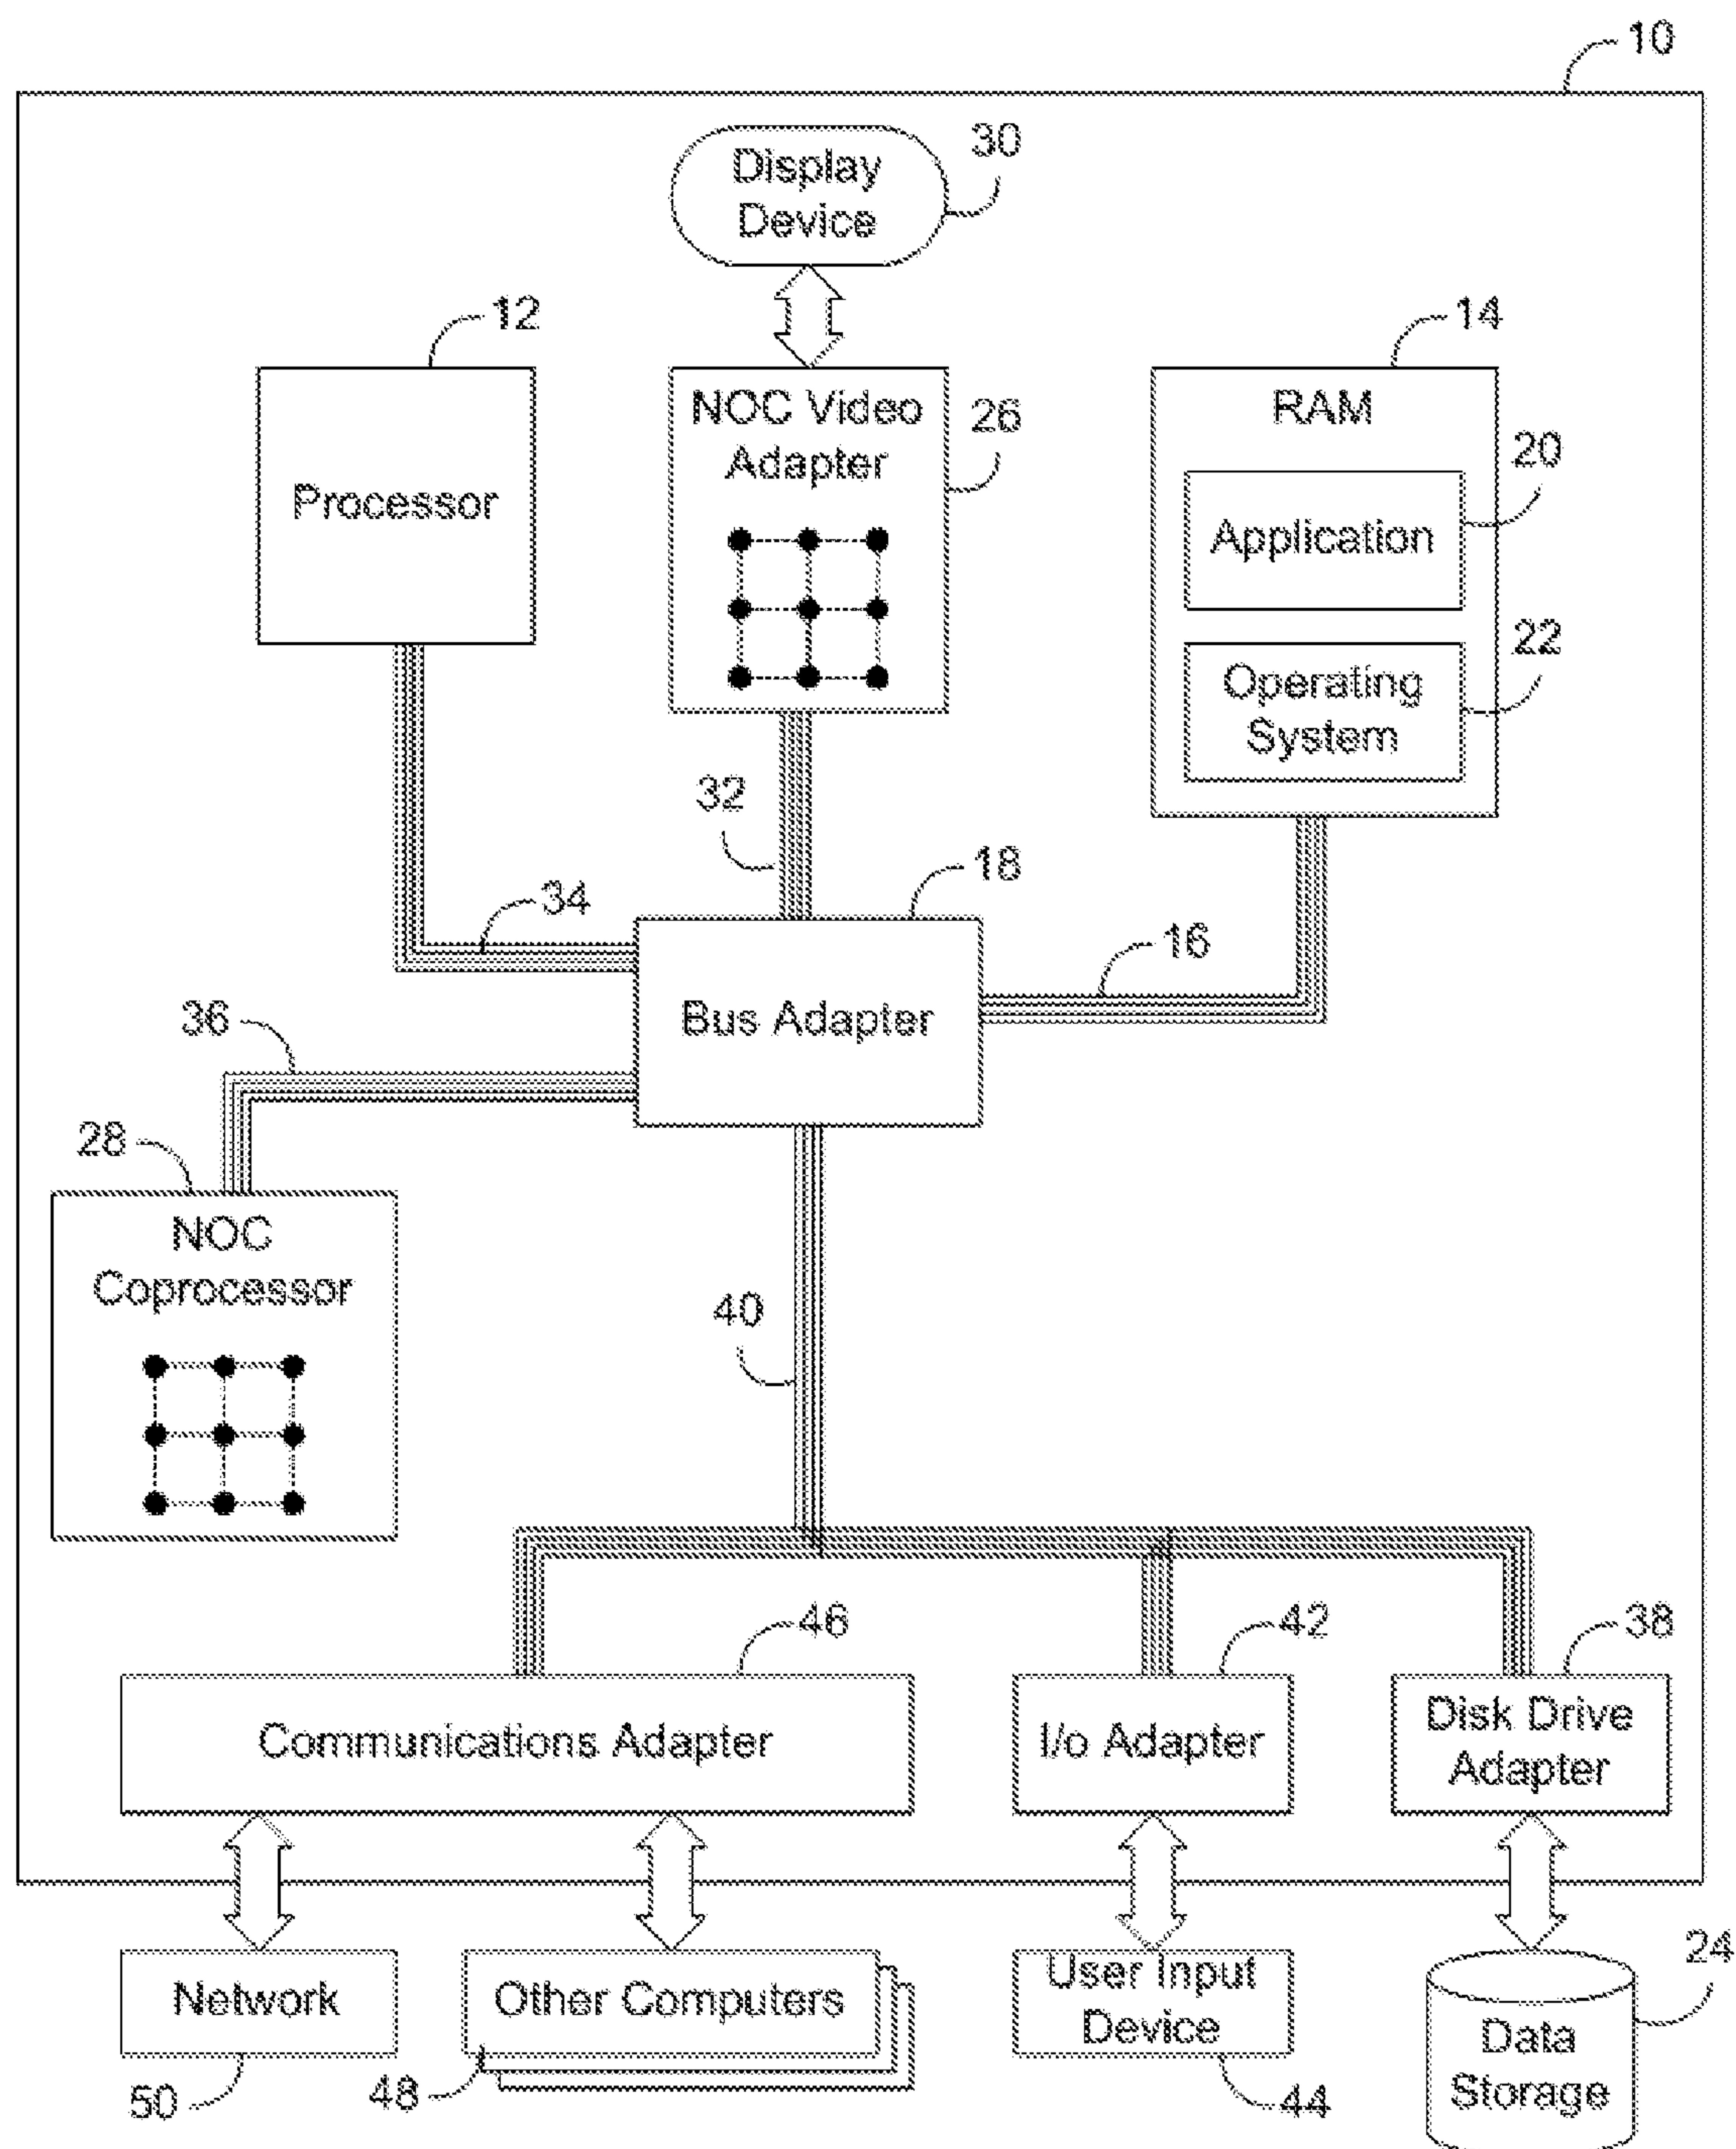 10
Display
Device
30
12
14
NOC Video
Adapter
26
RAM
20
Processor
Application
22
Operating
System
32
18
34
16
Bus Adapter
36
28
NOC
Coprocessor
40
46
42
38
Communications Adapter
I/o Adapter
Disk Drive
Adapter
24
Network
Other Computers
User Input
Device
Data
Storage
50
48
44